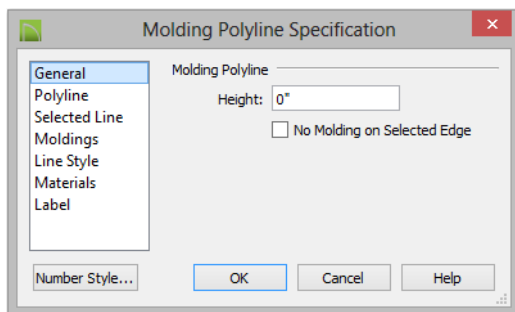 Molding Polyline Specification
General
Polyline
Selected Line
Moldings
Line Style
Materials
Label
Molding Polyline
Height: 0"
No Molding on Selected Edge
Number Style...
OK
Cancel
Help